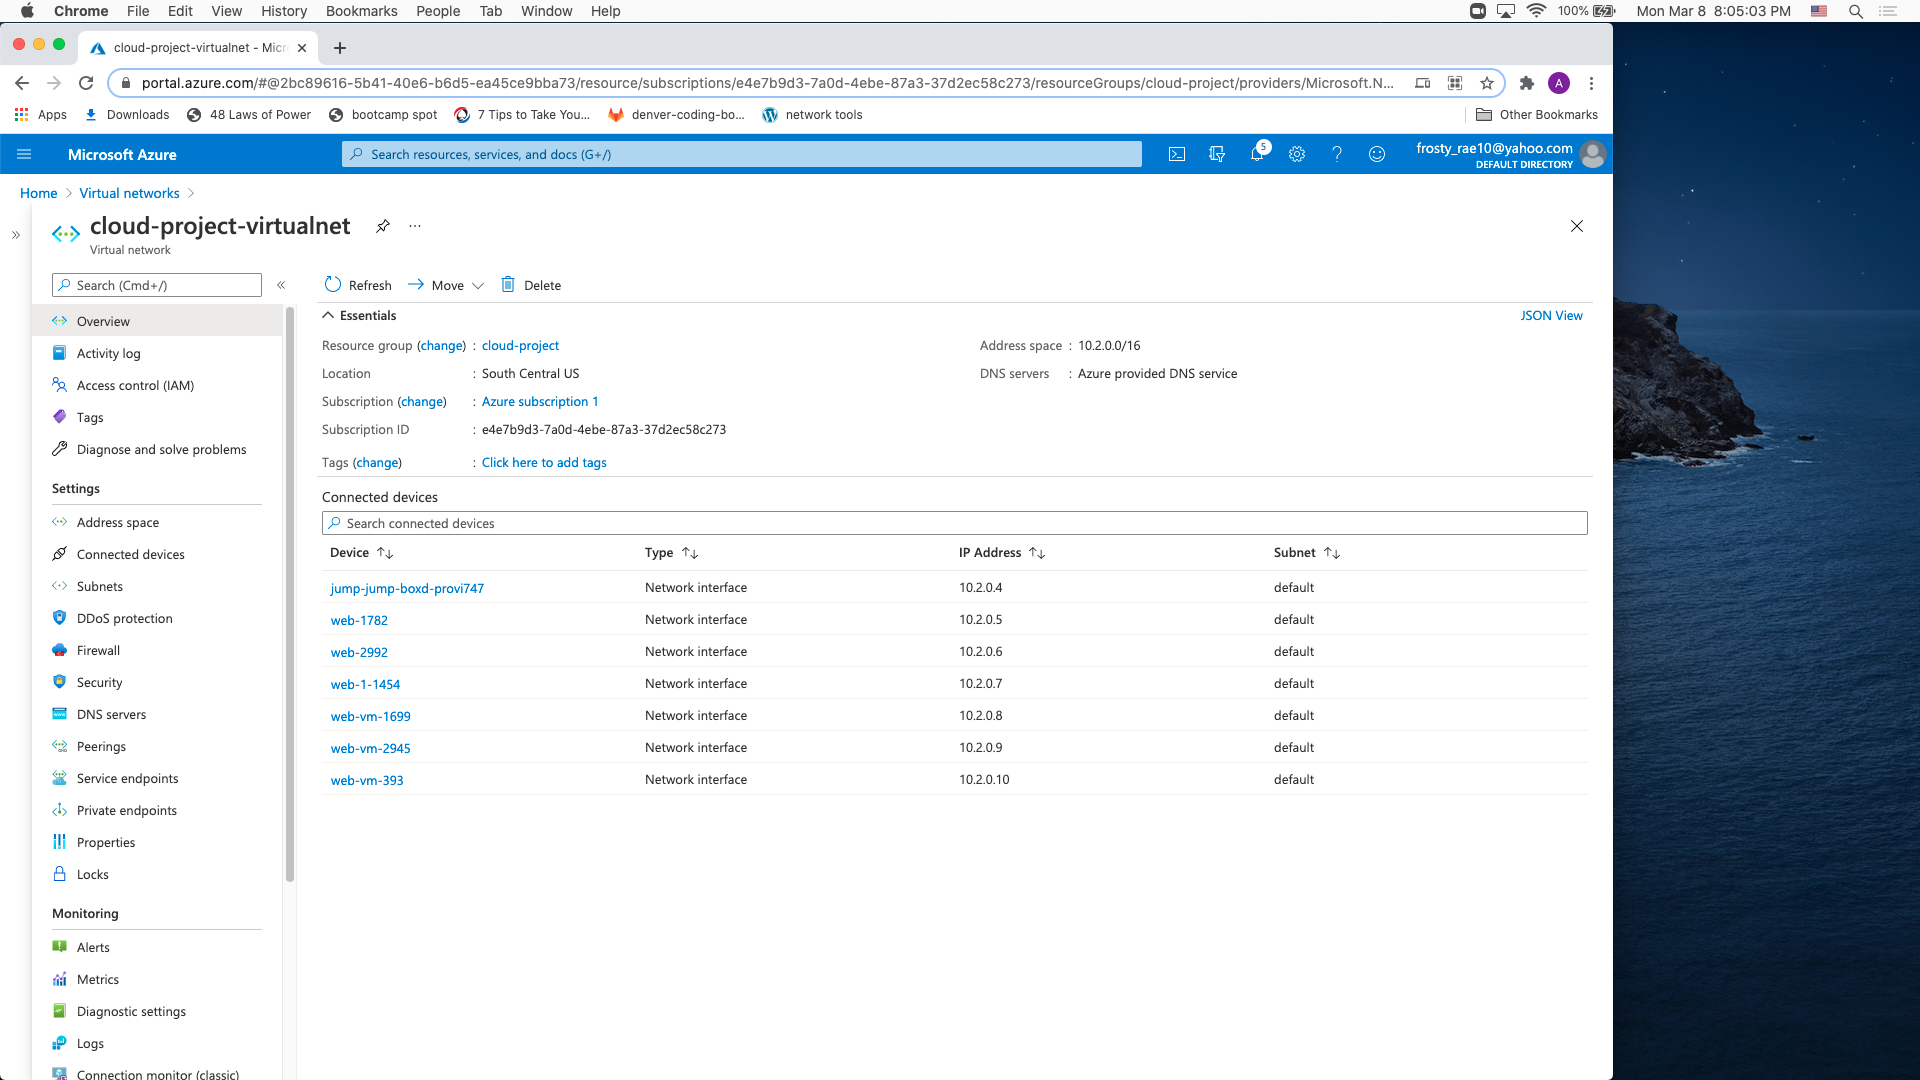 Chrome File Edit View History Bookmarks People Tab Window Help 100% Mon Mar 8 8:05:03 PM
cloud-project-virtualnet - Micr
portal.azure.com/#@2bc89616-5b41-40e6-b6d5-ea45ce9bba73/resource/subscriptions/e4e7b9d3-7a0d-4ebe-87a3-37d2ec58c273/resourceGroups/cloud-project/providers/Microsoft.N... A
Apps Downloads 48 Laws of Power bootcamp spot 7 Tips to Take You... denver-coding-bo... network tools Other Bookmarks
Microsoft Azure Search resources, services, and docs (G+/) 5 frosty_rae10@yahoo.com
DEFAULT DIRECTORY
Home > Virtual networks >
cloud-project-virtualnet ...
Virtual network
Search (Cmd+/) « Refresh Move Delete
Overview
Activity log
Access control (IAM)
Tags
Diagnose and solve problems
Settings
Address space
Connected devices
Subnets
DDoS protection
Firewall
Security
DNS servers
Peerings
Service endpoints
Private endpoints
Properties
Locks
Monitoring
Alerts
Metrics
Diagnostic settings
Logs
Connection monitor (classic)
Essentials JSON View
Resource group (change) : cloud-project Address space : 10.2.0.0/16
Location : South Central US DNS servers : Azure provided DNS service
Subscription (change) : Azure subscription 1
Subscription ID : e4e7b9d3-7a0d-4ebe-87a3-37d2ec58c273
Tags (change) : Click here to add tags
Connected devices
Search connected devices
Device ↑↓ Type ↑↓ IP Address ↑↓ Subnet ↑↓
jump-jump-boxd-provi747 Network interface 10.2.0.4 default
web-1782 Network interface 10.2.0.5 default
web-2992 Network interface 10.2.0.6 default
web-1-1454 Network interface 10.2.0.7 default
web-vm-1699 Network interface 10.2.0.8 default
web-vm-2945 Network interface 10.2.0.9 default
web-vm-393 Network interface 10.2.0.10 default